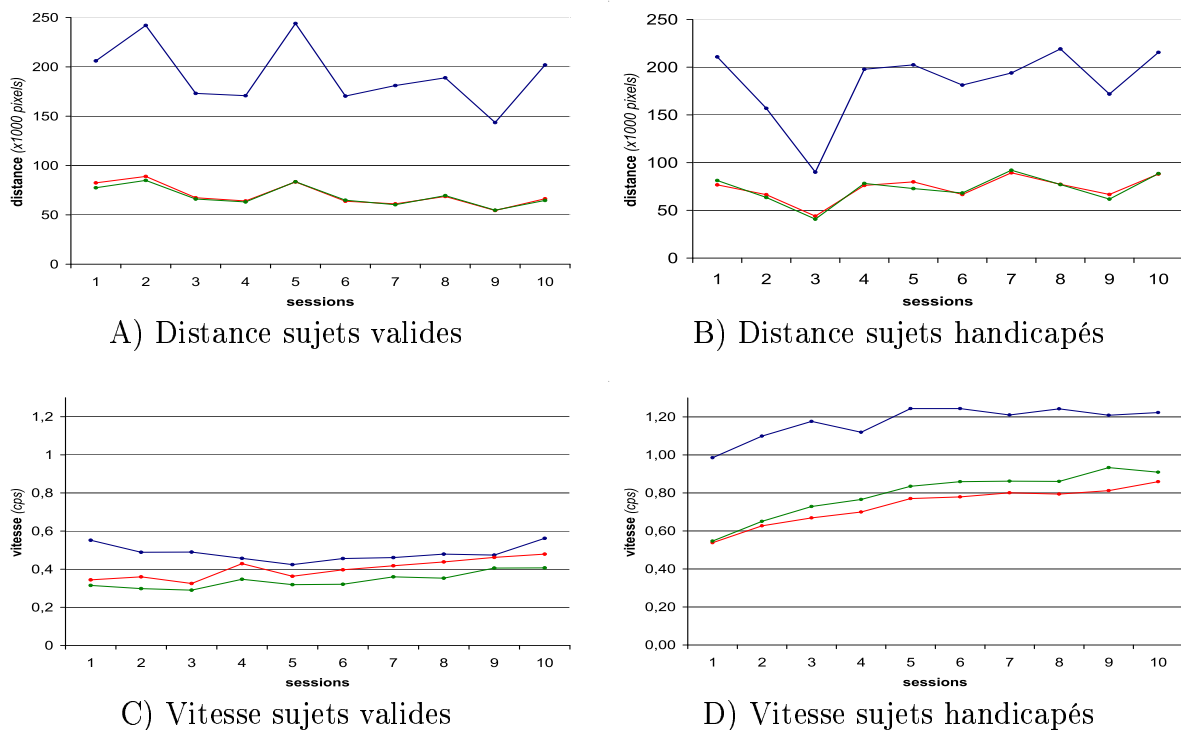 250
200
150
100
50
0
distance (x1000 pixels)
1 2 3 4 5 6 7 8 9 10
sessions
A) Distance sujets valides
250
200
150
100
50
0
distance (x1000 pixels)
1 2 3 4 5 6 7 8 9 10
sessions
B) Distance sujets handicapés
1,2
1
0,8
0,6
0,4
0,2
0
vitesse (cps)
1 2 3 4 5 6 7 8 9 10
sessions
C) Vitesse sujets valides
1,20
1,00
0,80
0,60
0,40
0,20
0,00
vitesse (cps)
1 2 3 4 5 6 7 8 9 10
sessions
D) Vitesse sujets handicapés